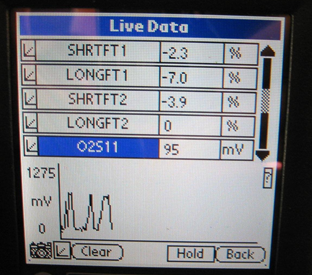 Live Data
SHRTFT1 -2.3 %
LONGFT1 -7.0 %
SHRTFT2 -3.9 %
LONGFT2 0 %
O2S11 95 mV
1275
mV
0
Clear Hold Back